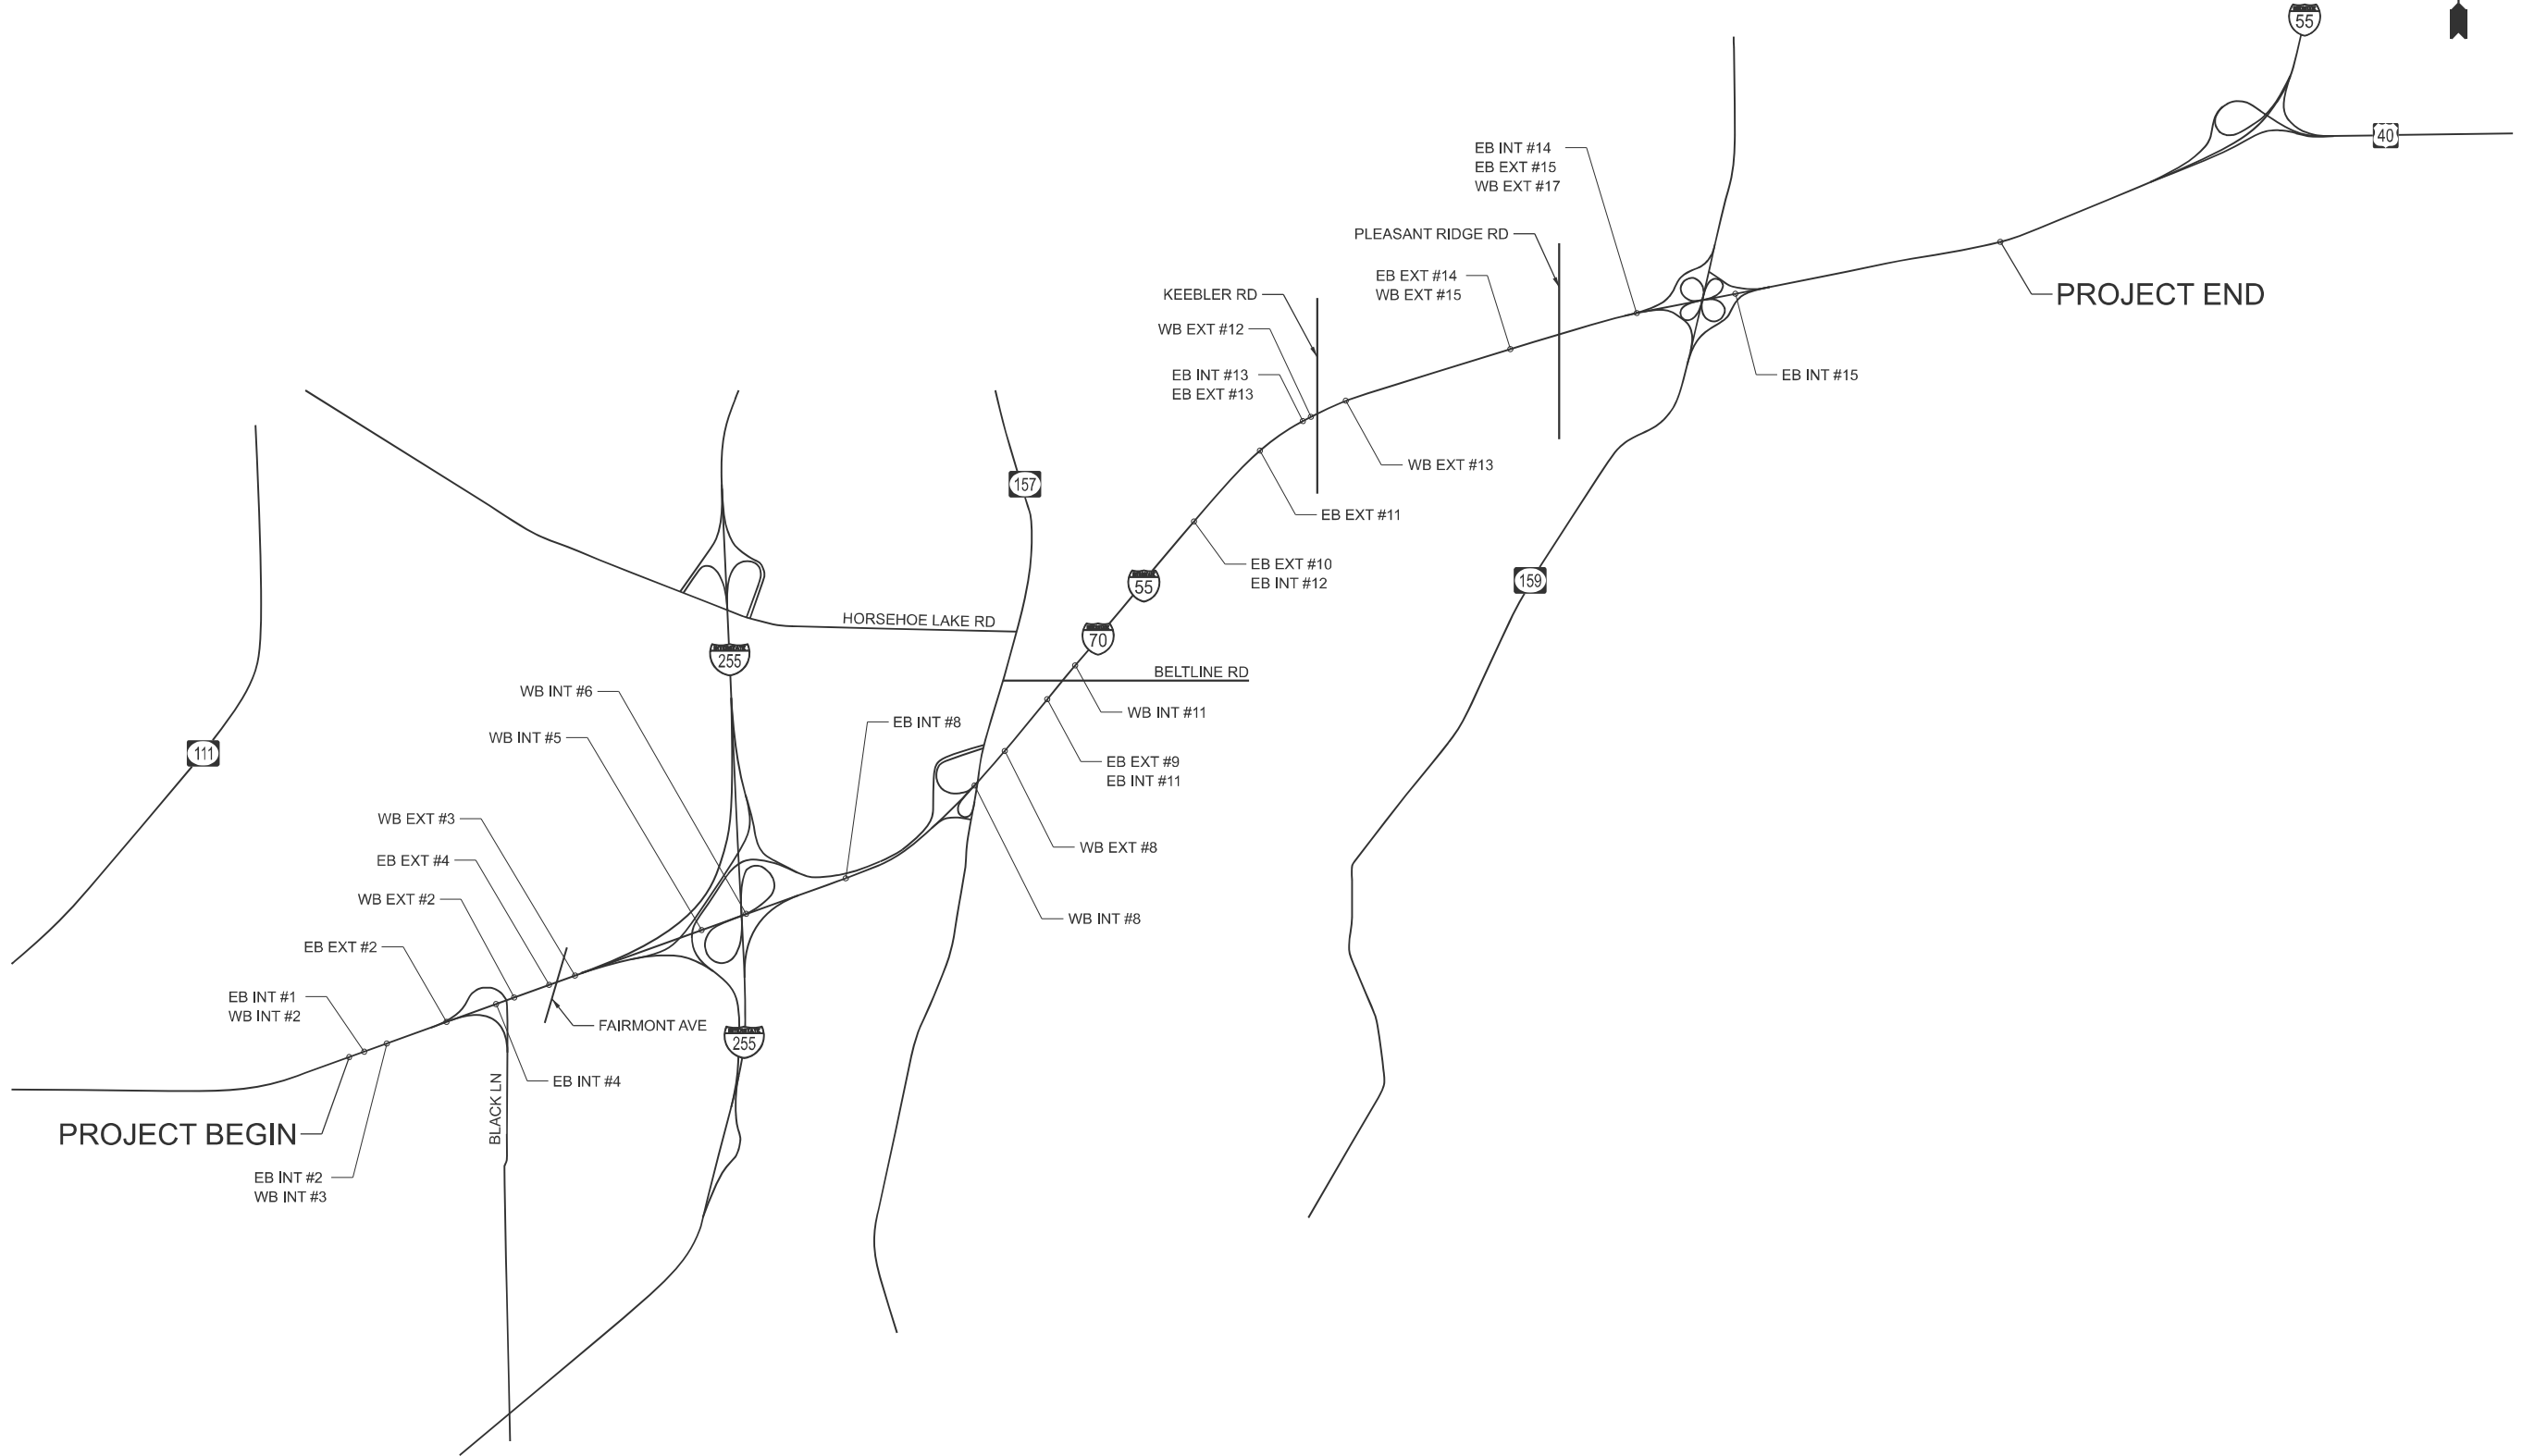 55
40
EB INT #14
EB EXT #15
WB EXT #17
PLEASANT RIDGE RD
EB EXT #14
WB EXT #15
KEEBLER RD
WB EXT #12
EB INT #13
EB EXT #13
PROJECT END
EB INT #15
WB EXT #13
157
EB EXT #11
EB EXT #10
EB INT #12
55
159
HORSEHOE LAKE RD
70
255
BELTLINE RD
WB INT #6
WB INT #11
EB INT #8
WB INT #5
111
EB EXT #9
EB INT #11
WB EXT #3
WB EXT #8
EB EXT #4
WB EXT #2
WB INT #8
EB EXT #2
EB INT #1
WB INT #2
FAIRMONT AVE
255
EB INT #4
BLACK LN
PROJECT BEGIN
EB INT #2
WB INT #3